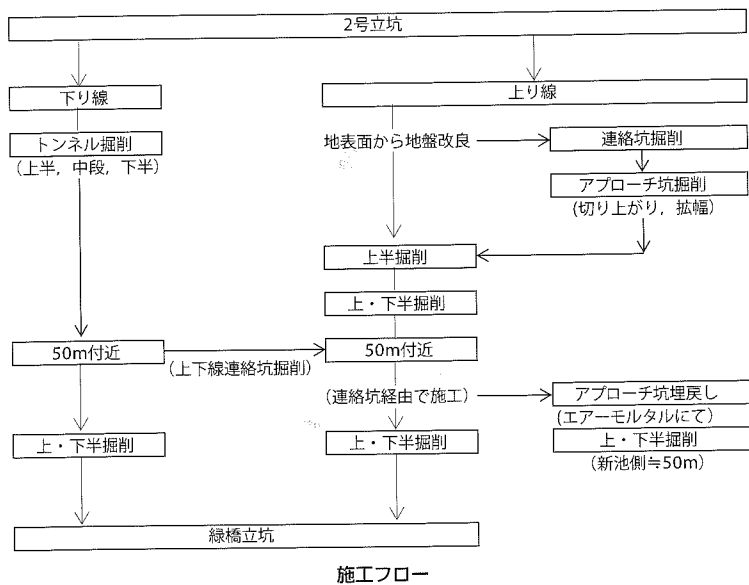 2号立坑
下り線
上り線
トンネル掘削
(上半，中段，下半)
地表面から地盤改良
連絡坑掘削
アプローチ坑掘削
(切り上がり，拡幅)
上半掘削
上・下半掘削
50m付近
(上下線連絡坑掘削)
50m付近
(連絡坑経由で施工)
アプローチ坑埋戻し
(エアーモルタルにて)
上・下半掘削
上・下半掘削
上・下半掘削
(新池側≒50m)
緑橋立坑
施工フロー